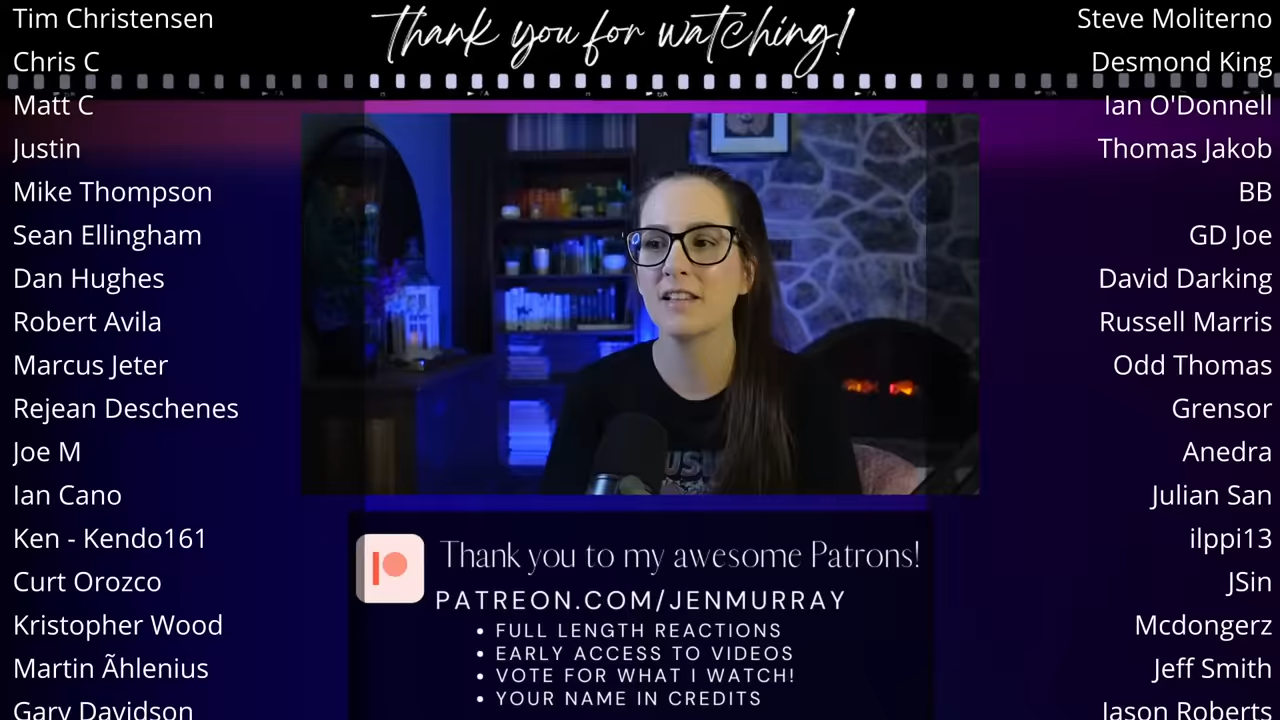 Thank you for watching!
Tim Christensen
Chris C
Matt C
Justin
Mike Thompson
Sean Ellingham
Dan Hughes
Robert Avila
Marcus Jeter
Rejean Deschenes
Joe M
Ian Cano
Ken - Kendo161
Curt Orozco
Kristopher Wood
Martin Ãhlenius
Gary Davidson
Steve Moliterno
Desmond King
Ian O'Donnell
Thomas Jakob
BB
GD Joe
David Darking
Russell Marris
Odd Thomas
Grensor
Anedra
Julian San
ilppi13
JSin
Mcdongerz
Jeff Smith
Jason Roberts
Thank you to my awesome Patrons!
PATREON.COM/JENMURRAY
• FULL LENGTH REACTIONS
• EARLY ACCESS TO VIDEOS
• VOTE FOR WHAT I WATCH!
• YOUR NAME IN CREDITS